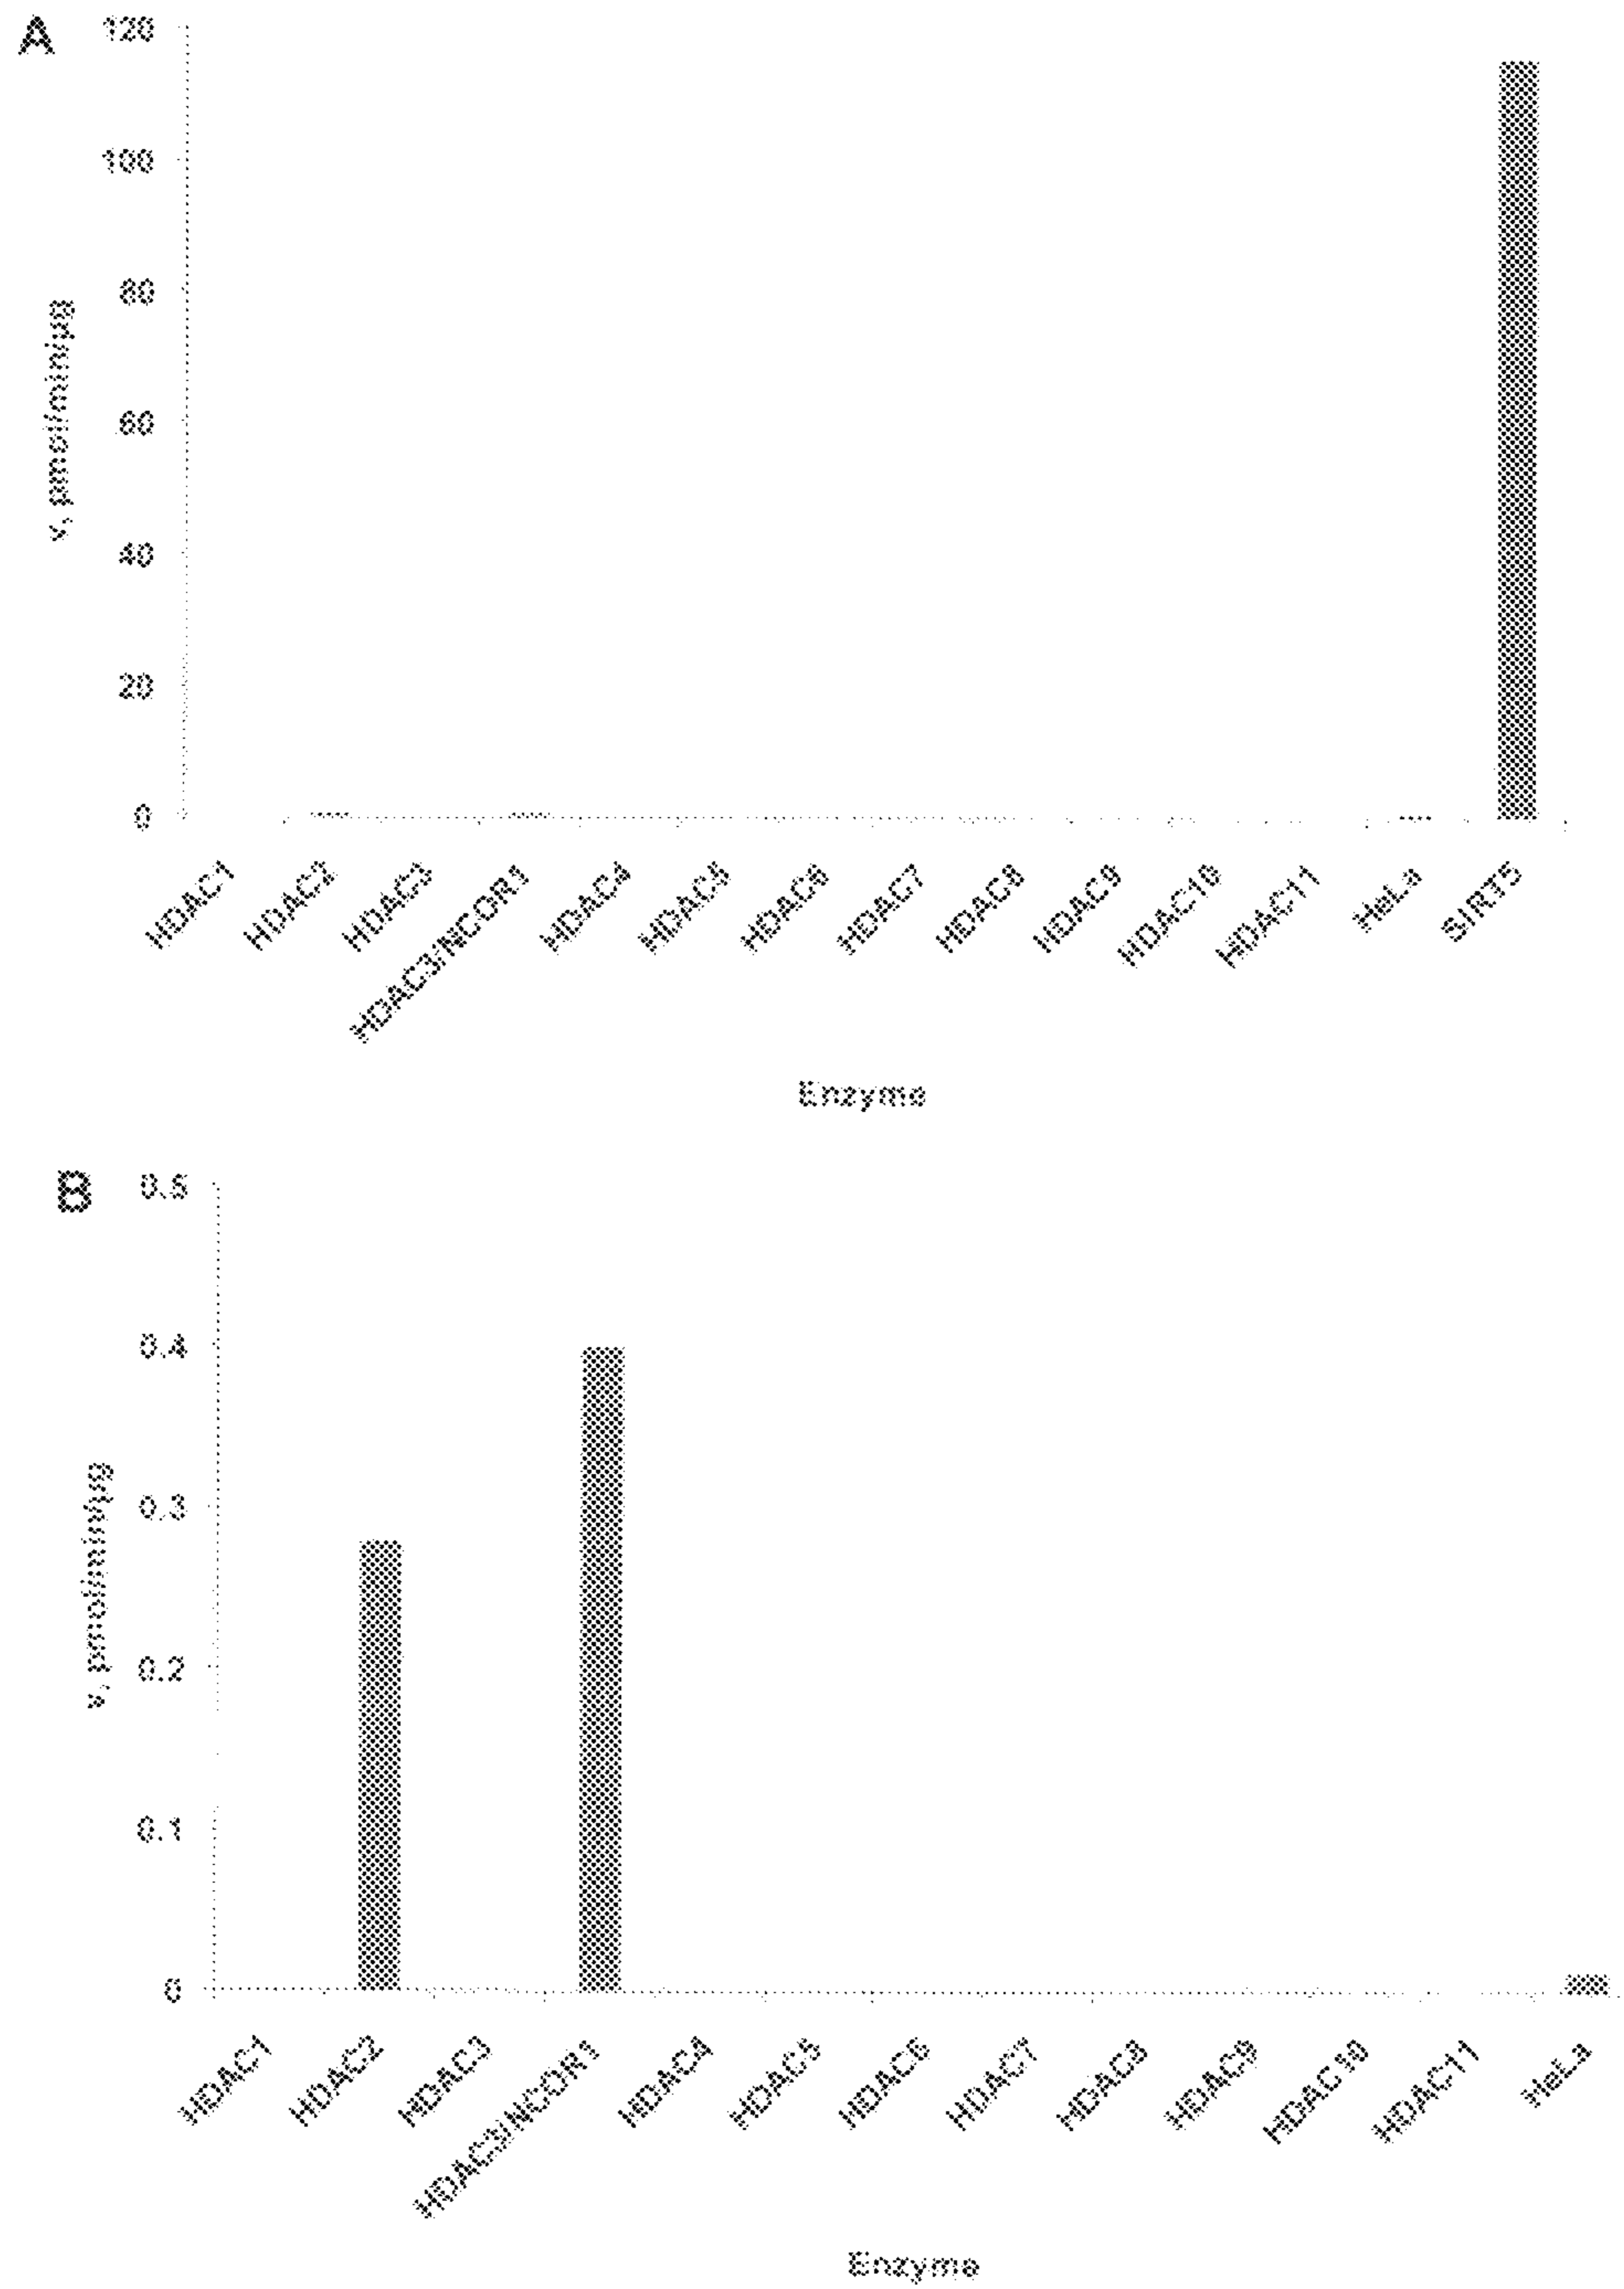 A
120
100
80
60
40
20
0
v, pmol/min/µg
HDAC1
HDAC2
HDAC3
HDAC3/NCOR1
HDAC4
HDAC5
HDAC6
HDAC7
HDAC8
HDAC9
HDAC10
HDAC11
HeLa
SIRT5
Enzyme
B
0.5
0.4
0.3
0.2
0.1
0
v, pmol/min/µg
HDAC1
HDAC2
HDAC3
HDAC3/NCOR1
HDAC4
HDAC5
HDAC6
HDAC7
HDAC8
HDAC9
HDAC10
HDAC11
HeLa
Enzyme